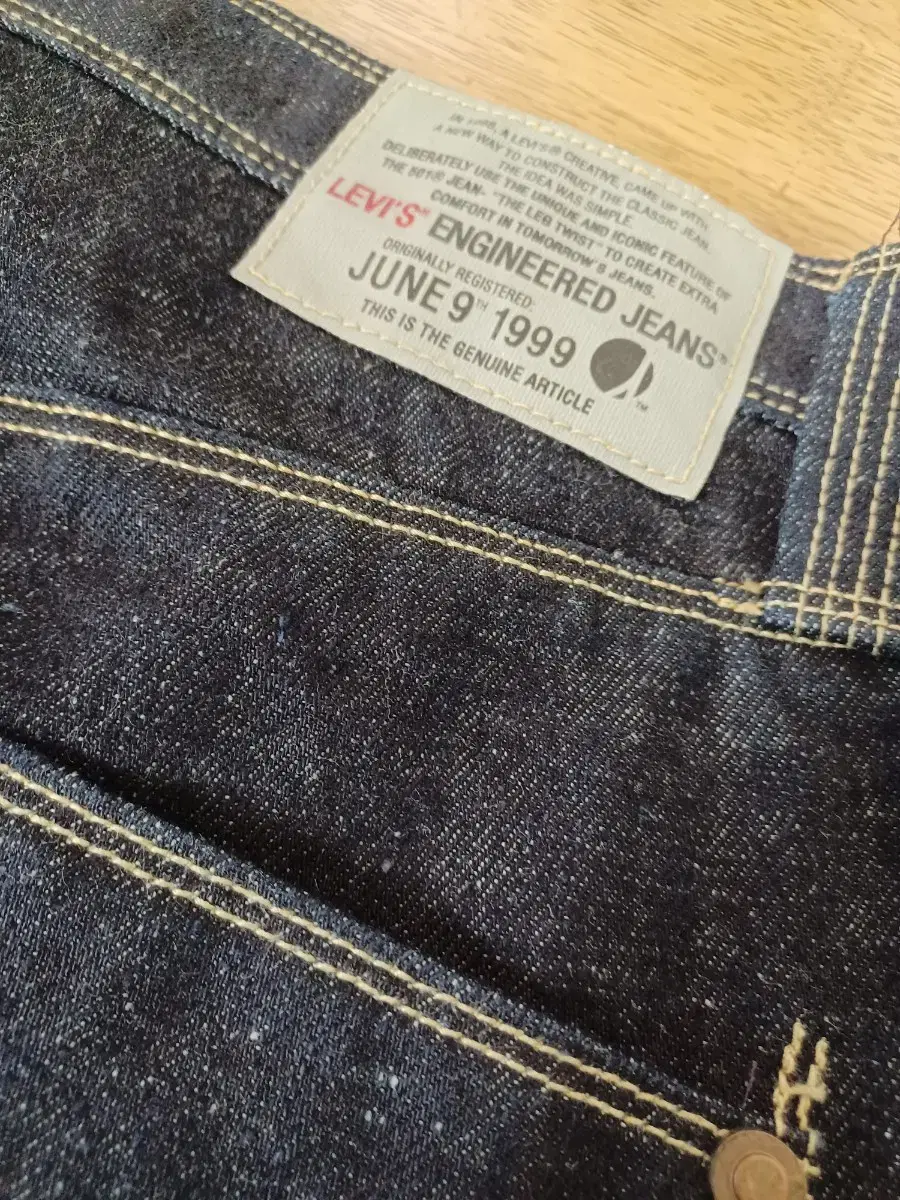 IN 1998, A LEVI'S® CREATIVE, CAME UP WITH
A NEW WAY TO CONSTRUCT THE CLASSIC JEAN.
THE IDEA WAS SIMPLE.
DELIBERATELY USE THE UNIQUE AND ICONIC FEATURE OF
THE 501® JEAN- "THE LEG TWIST" TO CREATE EXTRA
COMFORT IN TOMORROW'S JEANS.
LEVI'S® ENGINEERED JEANS™
ORIGINALLY REGISTERED
JUNE 9TH 1999
THIS IS THE GENUINE ARTICLE
TM